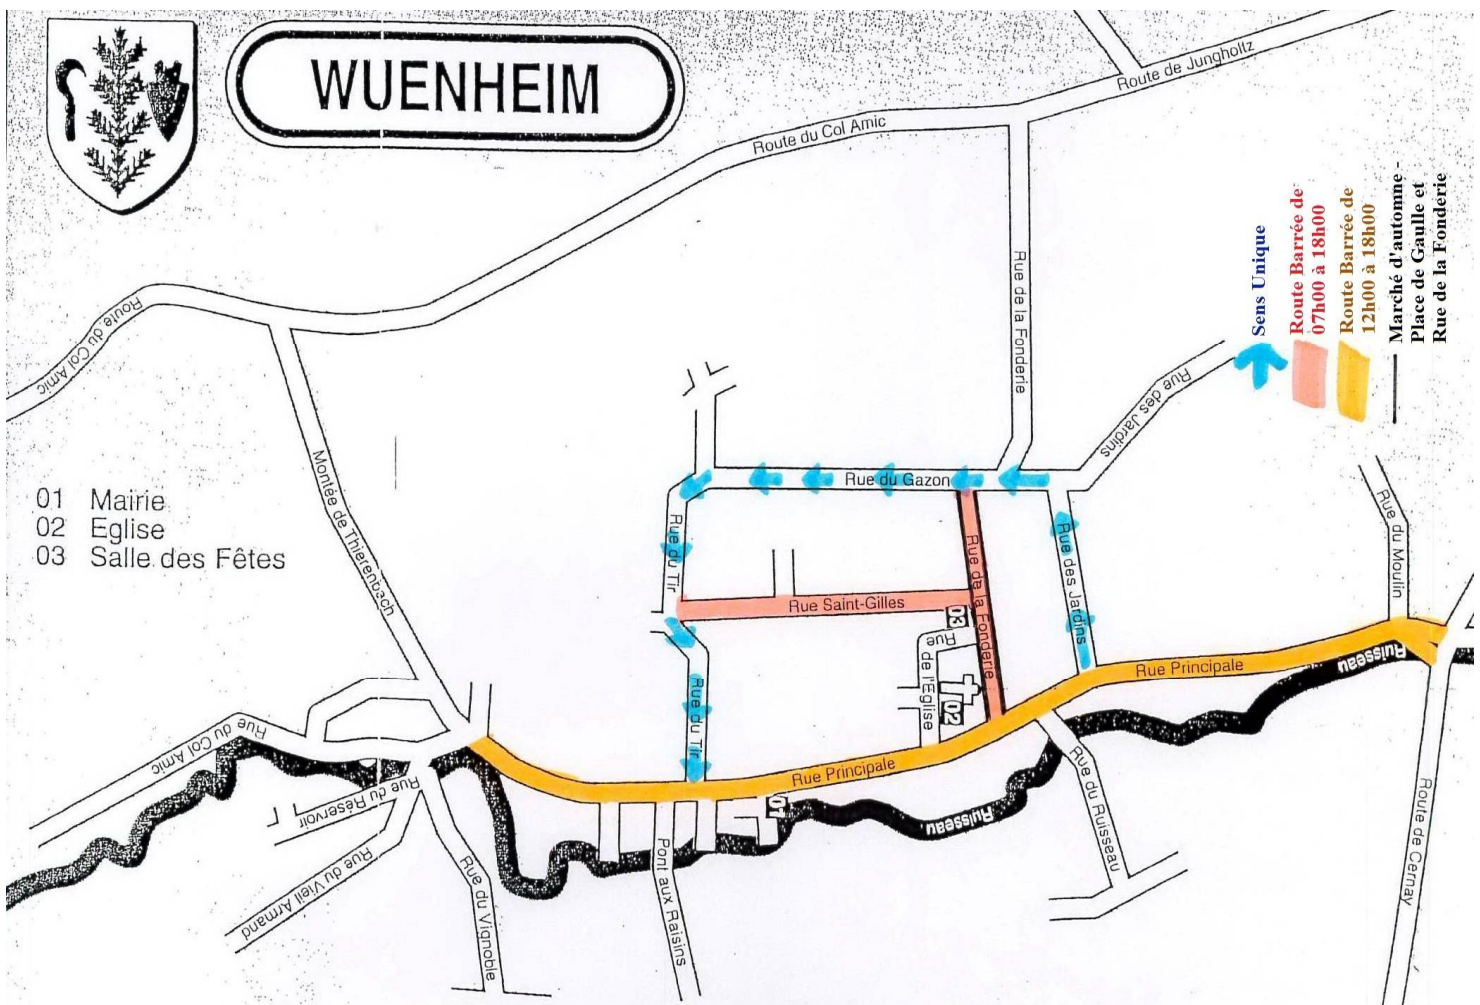 WUENHEIM
Route de Jungholtz
Route du Col Amic
Route du Col Amic
Rue de la Fonderie
Sens Unique
Route Barrée de
07h00 à 18h00
Route Barrée de
12h00 à 18h00
Marché d'automne -
Place de Gaulle et
Rue de la Fonderie
Rue des Jardins
Montée de Thierenbach
01 Mairie
02 Eglise
03 Salle des Fêtes
Rue du Gazon
Rue du Tir
Rue Saint-Gilles
Rue de la Fonderie
Rue des Jardins
Rue du Moulin
03
Rue
de l'Eglise
02
Rue du Tir
Rue Principale
Ruisseau
Rue du Col Amic
Rue du Réservoir
Rue Principale
01
Ruisseau
Rue du Ruisseau
Route de Cernay
Rue du Vieil Armand
Rue du Vignoble
Pont aux Raisins